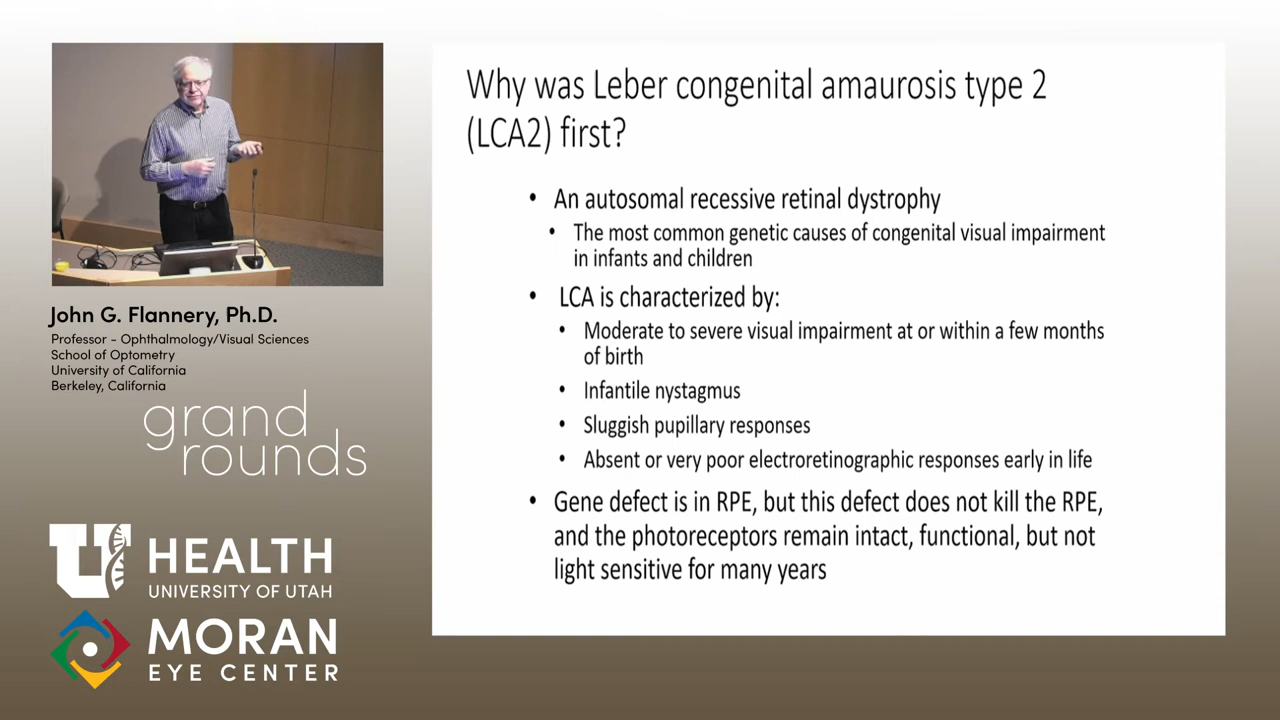 John G. Flannery, Ph.D.
Professor - Ophthalmology/Visual Sciences
School of Optometry
University of California
Berkeley, California
grand
rounds
U
HEALTH
UNIVERSITY OF UTAH
MORAN
EYE CENTER
Why was Leber congenital amaurosis type 2
(LCA2) first?
• An autosomal recessive retinal dystrophy
• The most common genetic causes of congenital visual impairment
in infants and children
• LCA is characterized by:
• Moderate to severe visual impairment at or within a few months
of birth
• Infantile nystagmus
• Sluggish pupillary responses
• Absent or very poor electroretinographic responses early in life
• Gene defect is in RPE, but this defect does not kill the RPE,
and the photoreceptors remain intact, functional, but not
light sensitive for many years